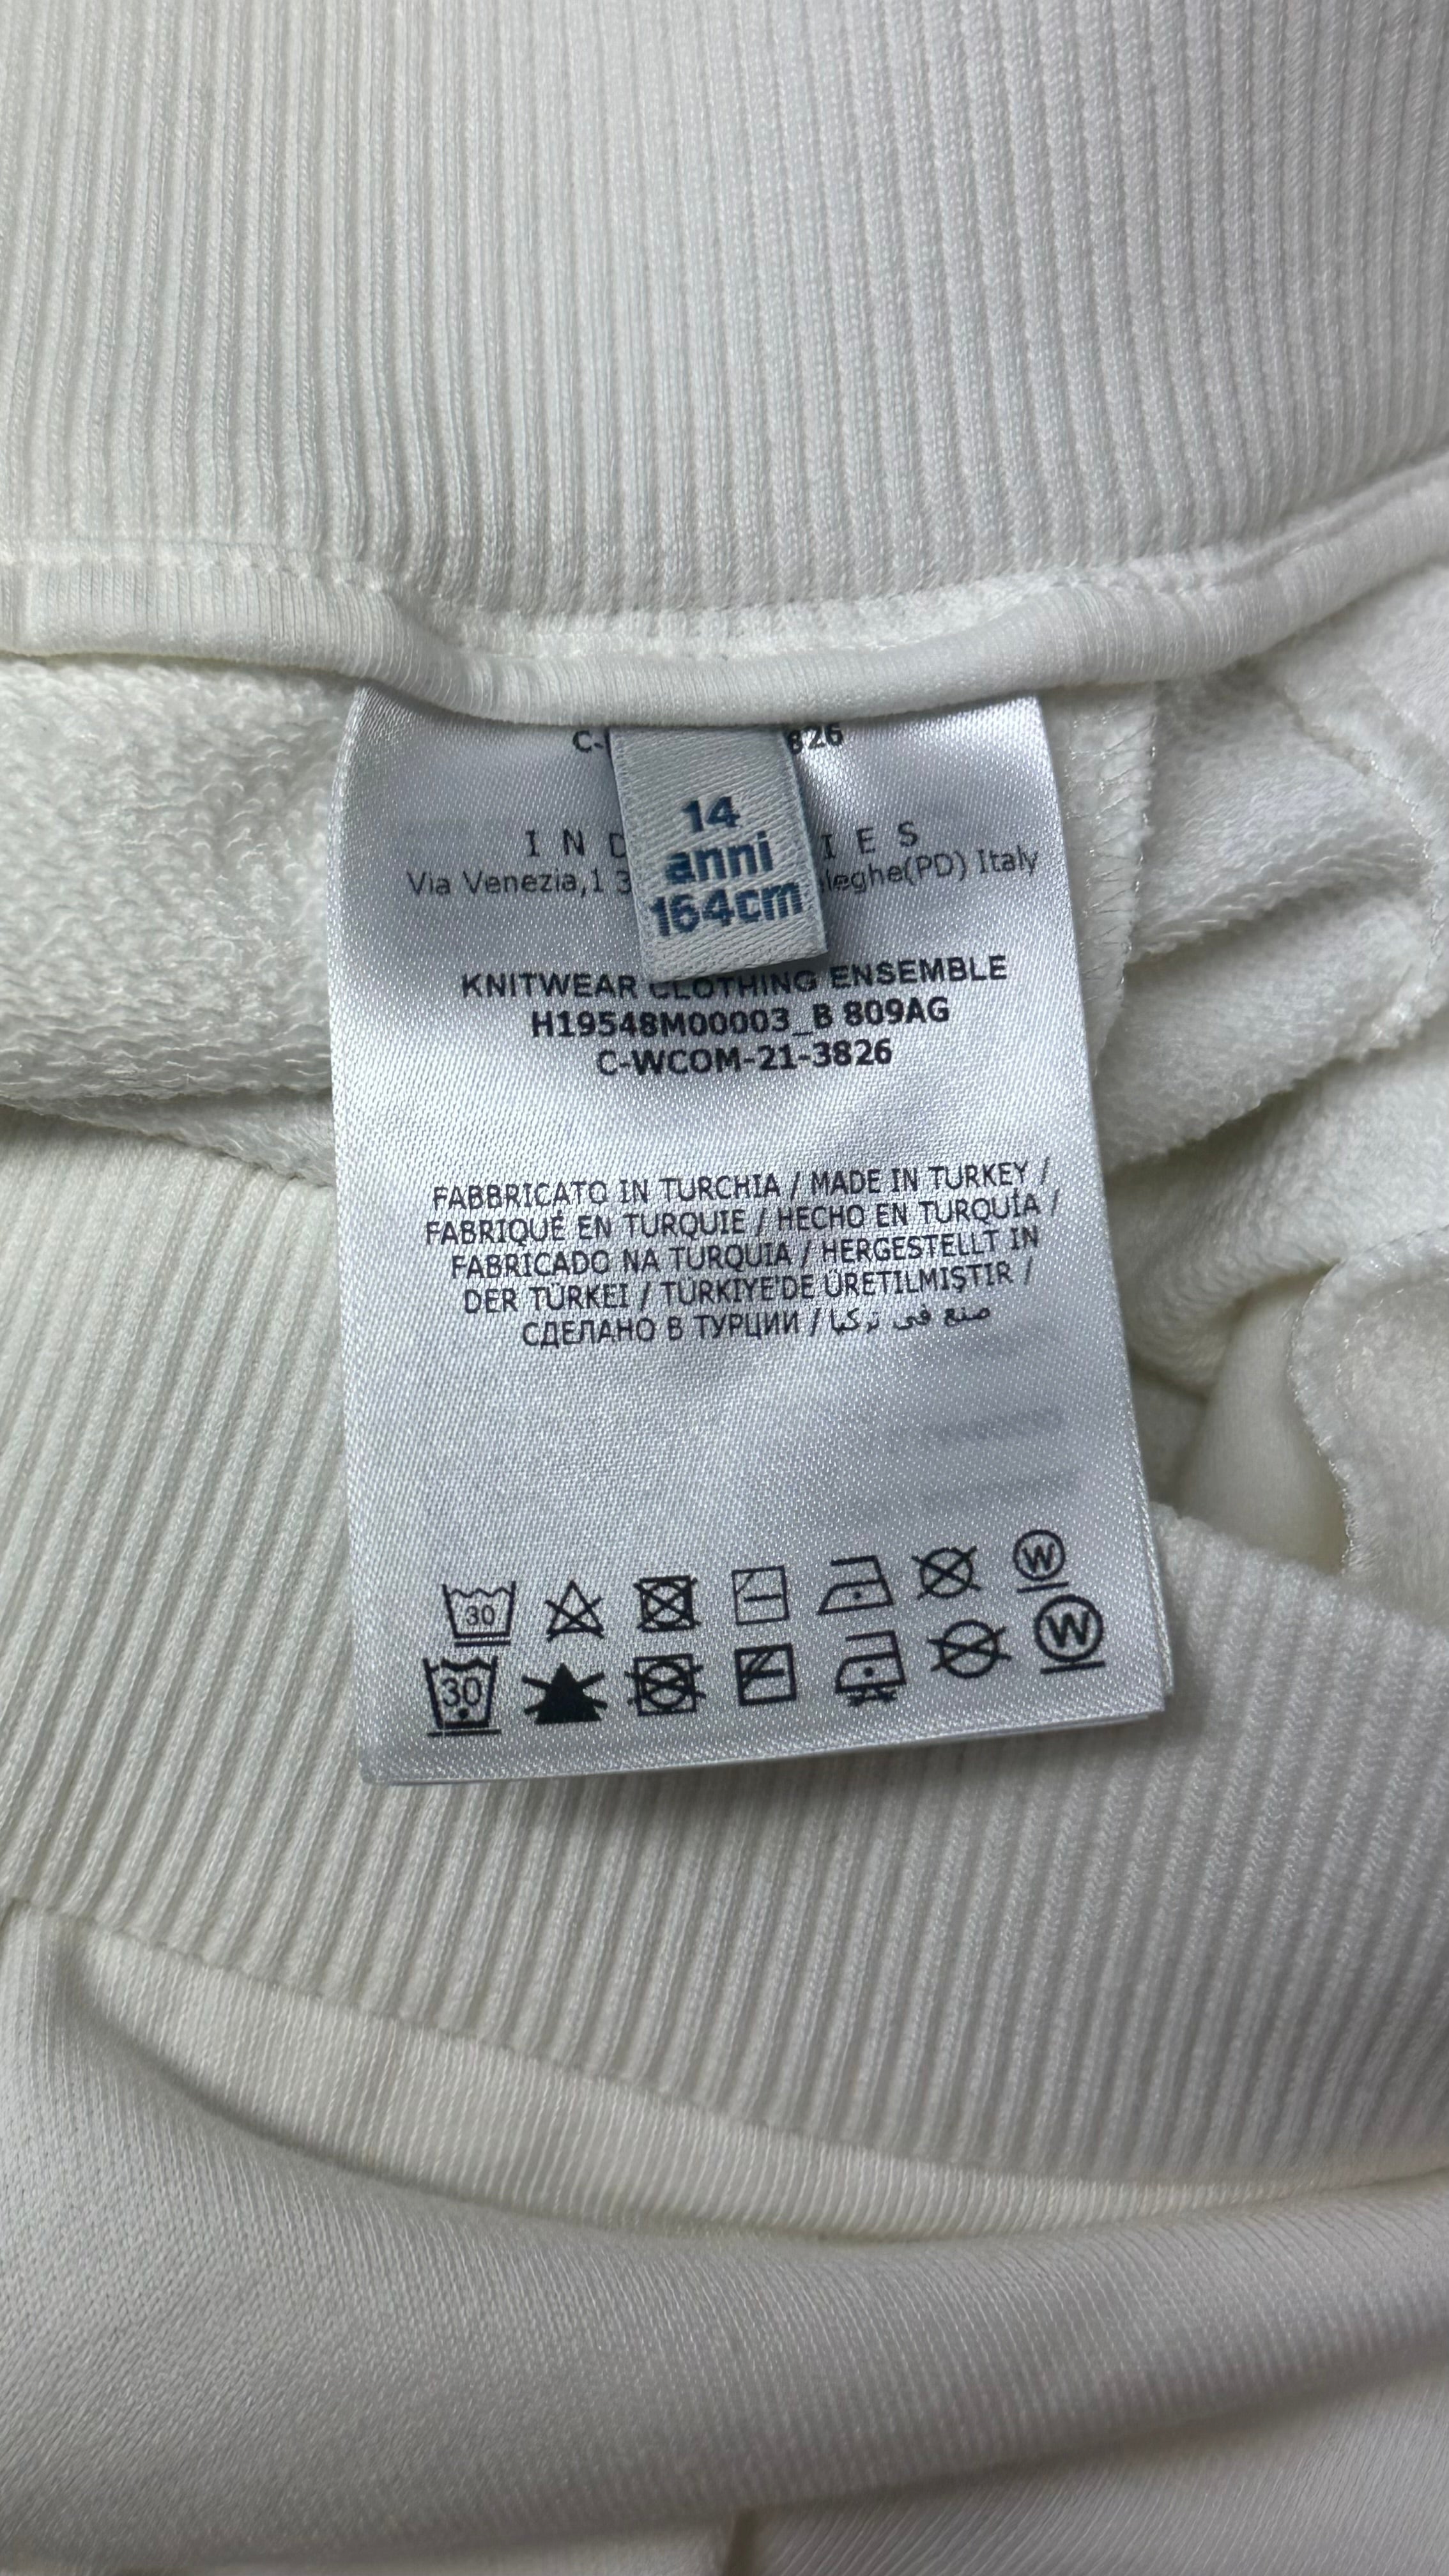 14
anni
164cm
826
Via Venezia,1
(PD) Italy
KNITWEAR CLOTHING ENSEMBLE
H19548M00003_B 809AG
C-WCOM-21-3826
FABBRICATO IN TURCHIA / MADE IN TURKEY /
FABRIQUÉ EN TURQUIE / HECHO EN TURQUÍA /
FABRICADO NA TURQUIA / HERGESTELLT IN
DER TÜRKEI / TÜRKIYE'DE ÜRETILMIŞTIR /
СДЕЛАНО В ТУРЦИИ / صنع في تركيا
30 W
30 W